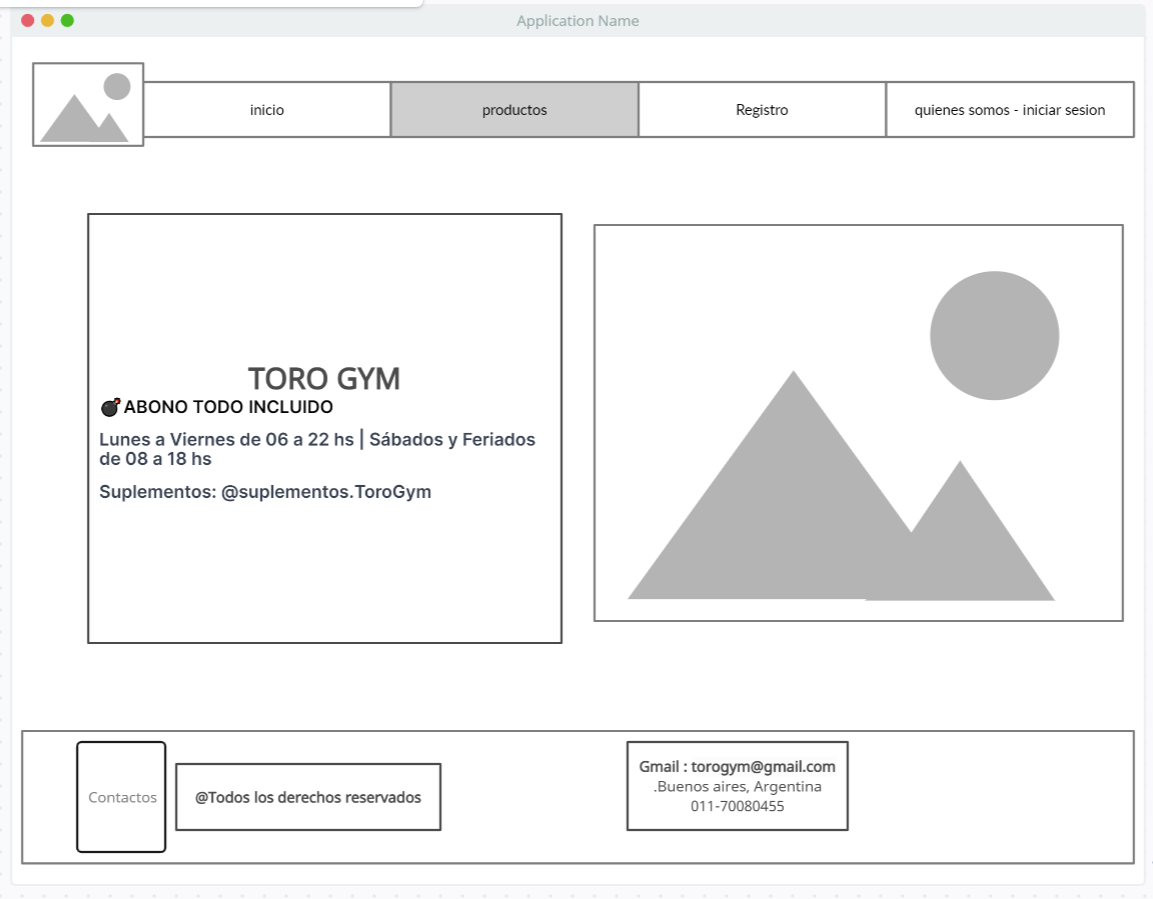 Application Name
inicio
productos
Registro
quienes somos - iniciar sesion
TORO GYM
💣ABONO TODO INCLUIDO
Lunes a Viernes de 06 a 22 hs | Sábados y Feriados
de 08 a 18 hs
Suplementos: @suplementos.ToroGym
Contactos
@Todos los derechos reservados
Gmail : torogym@gmail.com
.Buenos aires, Argentina
011-70080455